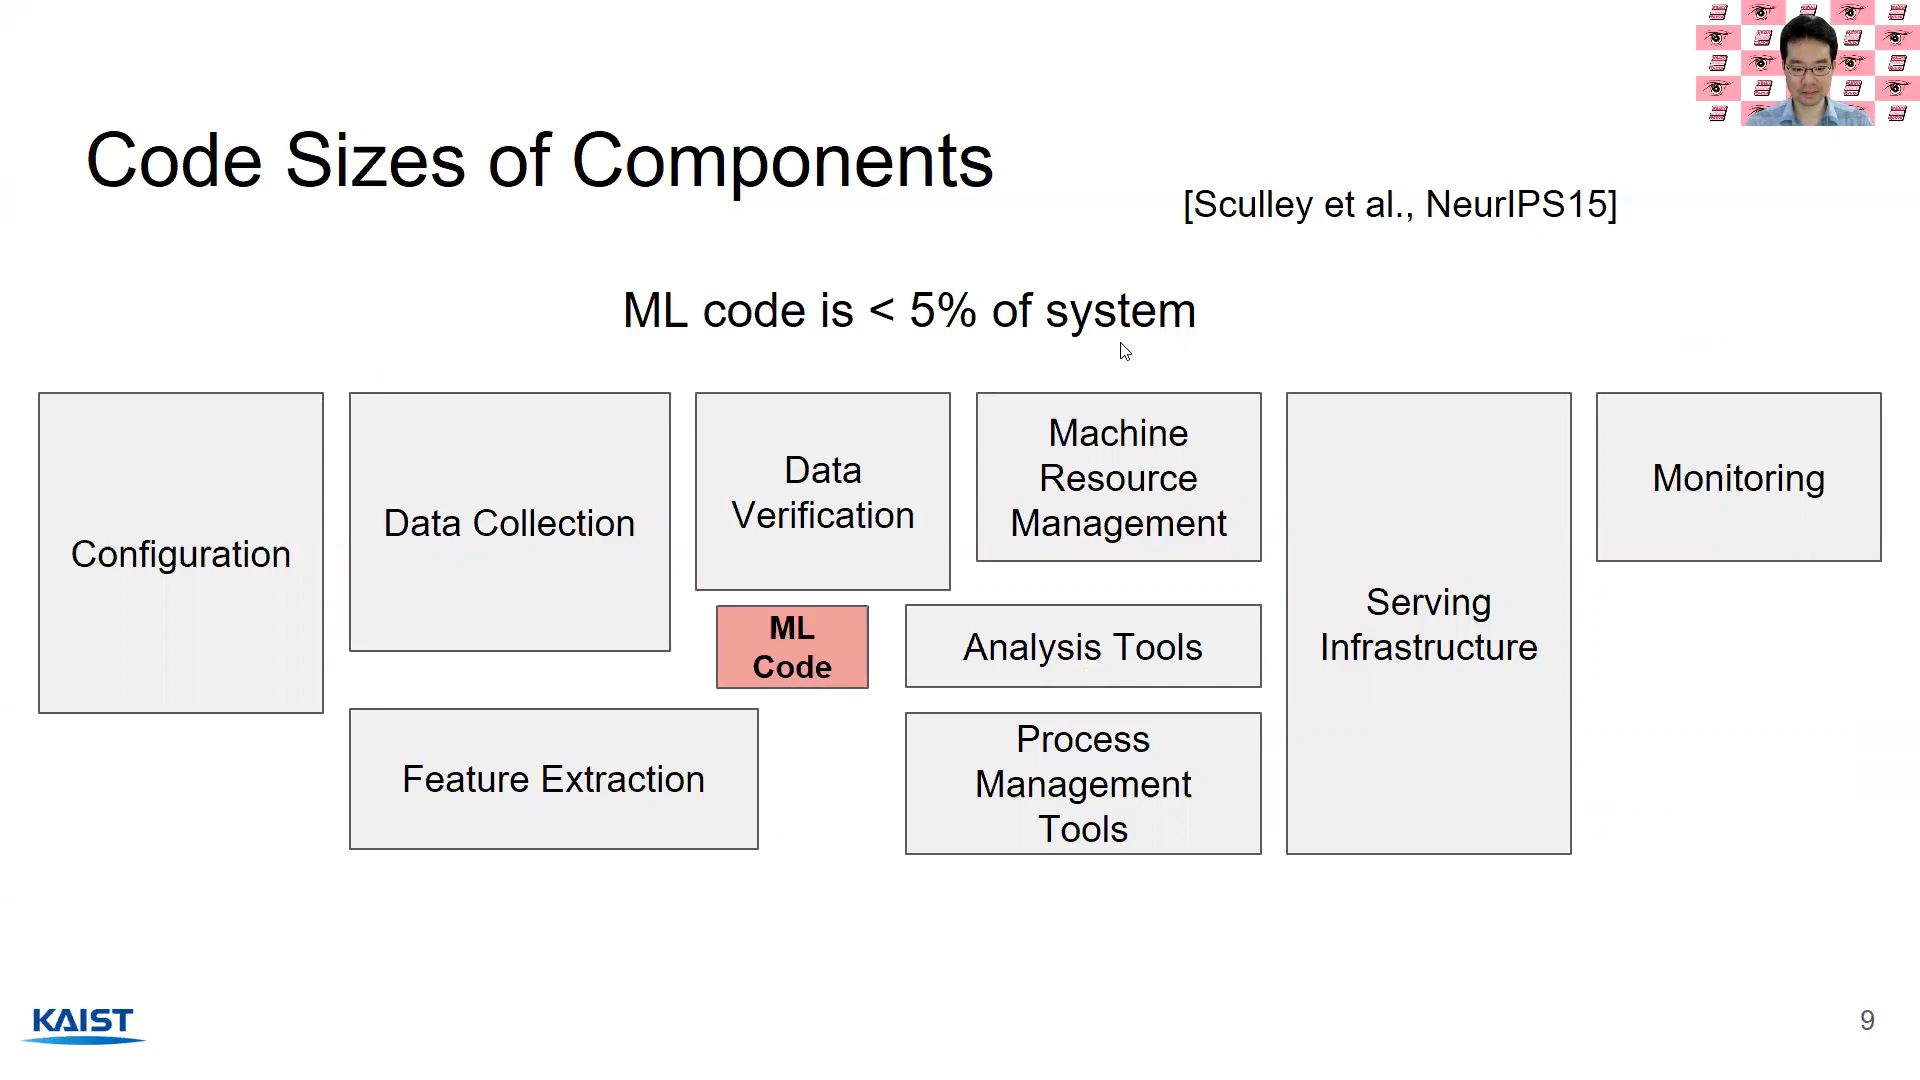 Code Sizes of Components
[Sculley et al., NeurIPS15]
ML code is < 5% of system
Configuration
Data Collection
Data
Verification
Machine
Resource
Management
Serving
Infrastructure
Monitoring
ML
Code
Analysis Tools
Feature Extraction
Process
Management
Tools
KAIST
9